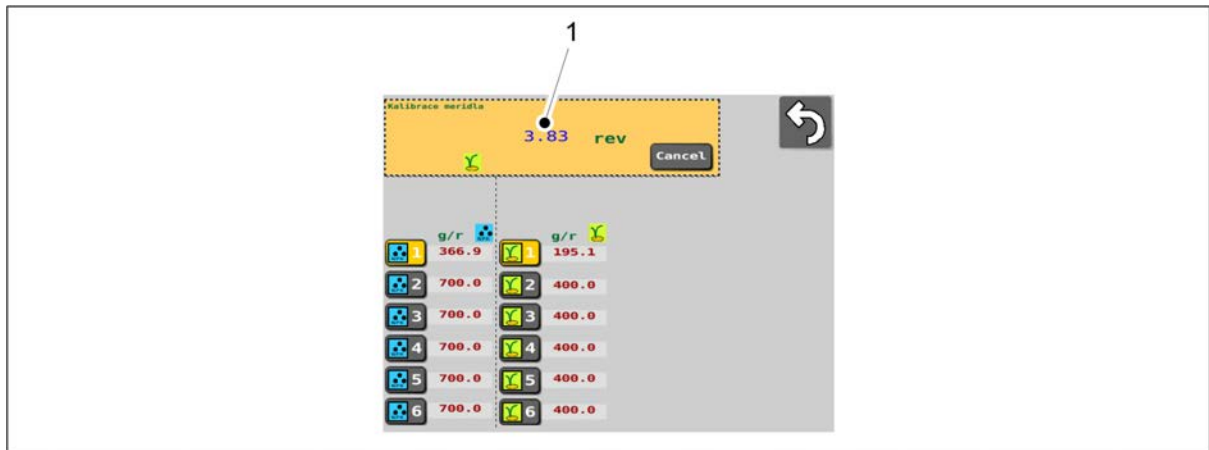 1
Kalibrace meridla
3.83 rev
Cancel
g/r g/r
1 366.9 1 195.1
2 700.0 2 400.0
3 700.0 3 400.0
4 700.0 4 400.0
5 700.0 5 400.0
6 700.0 6 400.0